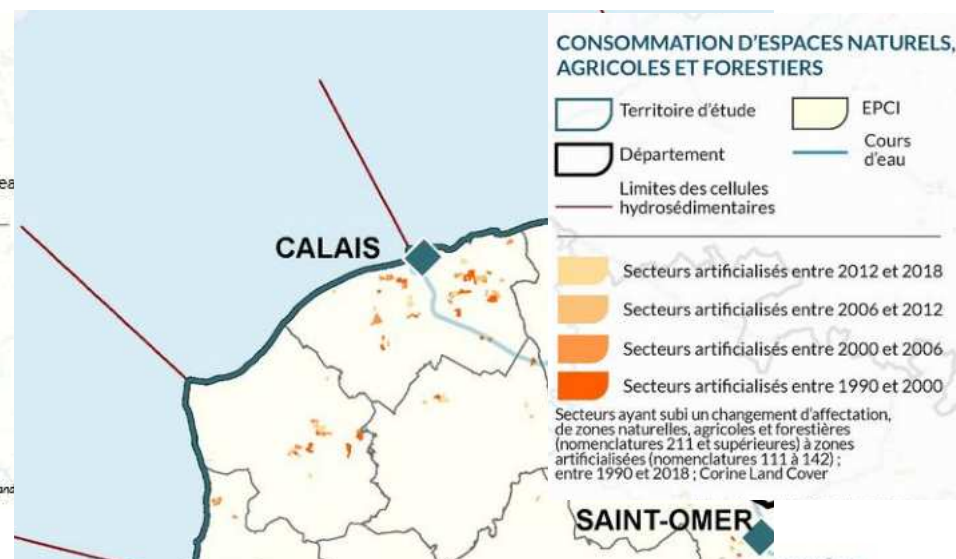 CONSOMMATION D'ESPACES NATURELS,
AGRICOLES ET FORESTIERS
Territoire d'étude
EPCI
Département
Cours
d'eau
Limites des cellules
hydrosédimentaires
Secteurs artificialisés entre 2012 et 2018
Secteurs artificialisés entre 2006 et 2012
Secteurs artificialisés entre 2000 et 2006
Secteurs artificialisés entre 1990 et 2000
Secteurs ayant subi un changement d'affectation,
de zones naturelles, agricoles et forestières
(nomenclatures 211 et supérieures) à zones
artificialisées (nomenclatures 111 à 142) ;
entre 1990 et 2018 ; Corine Land Cover
CALAIS
SAINT-OMER